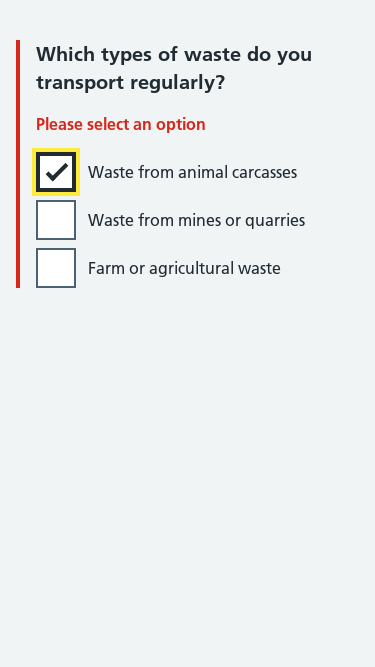 Which types of waste do you
transport regularly?
Please select an option
Waste from animal carcasses
Waste from mines or quarries
Farm or agricultural waste